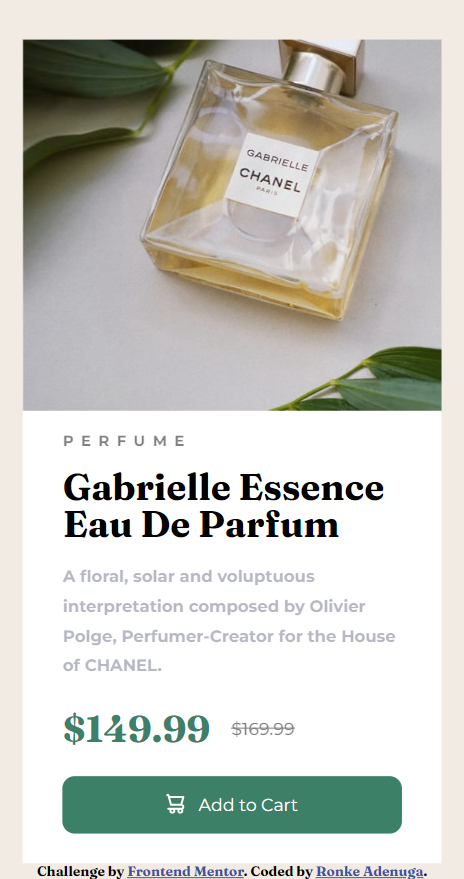 GABRIELLE
CHANEL
PARIS
PERFUME
Gabrielle Essence
Eau De Parfum
A floral, solar and voluptuous
interpretation composed by Olivier
Polge, Perfumer-Creator for the House
of CHANEL.
$149.99 $169.99
Add to Cart
Challenge by Frontend Mentor. Coded by Ronke Adenuga.